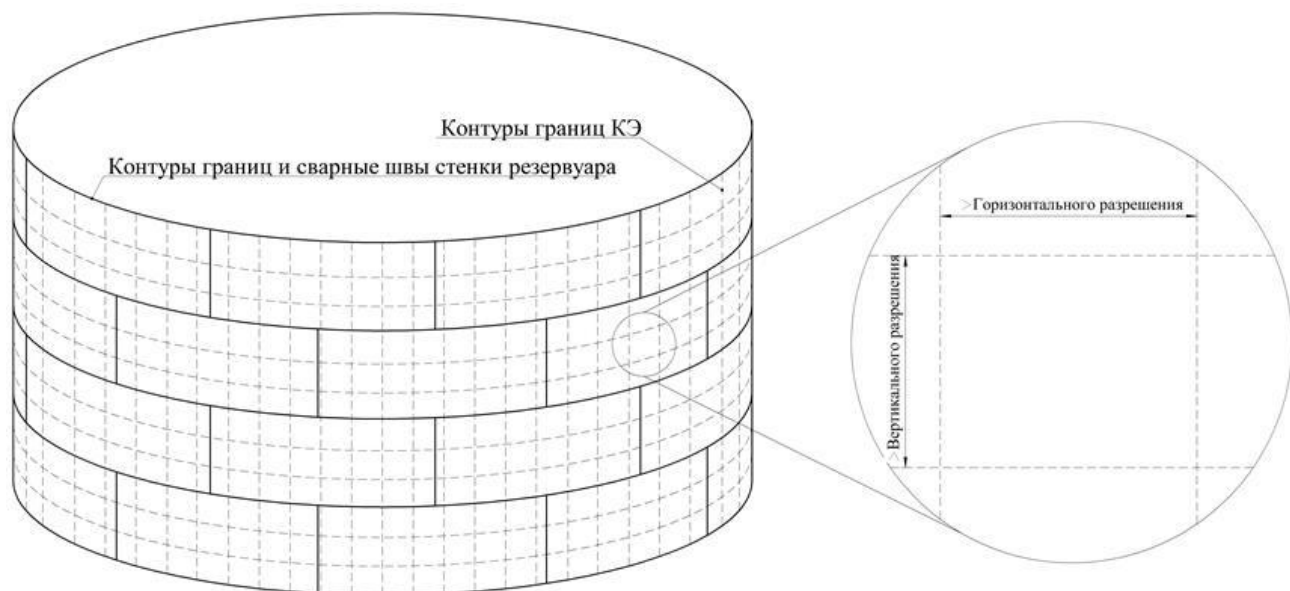 Контуры границ КЭ
Контуры границ и сварные швы стенки резервуара
>Горизонтального разрешения
>Вертикального разрешения